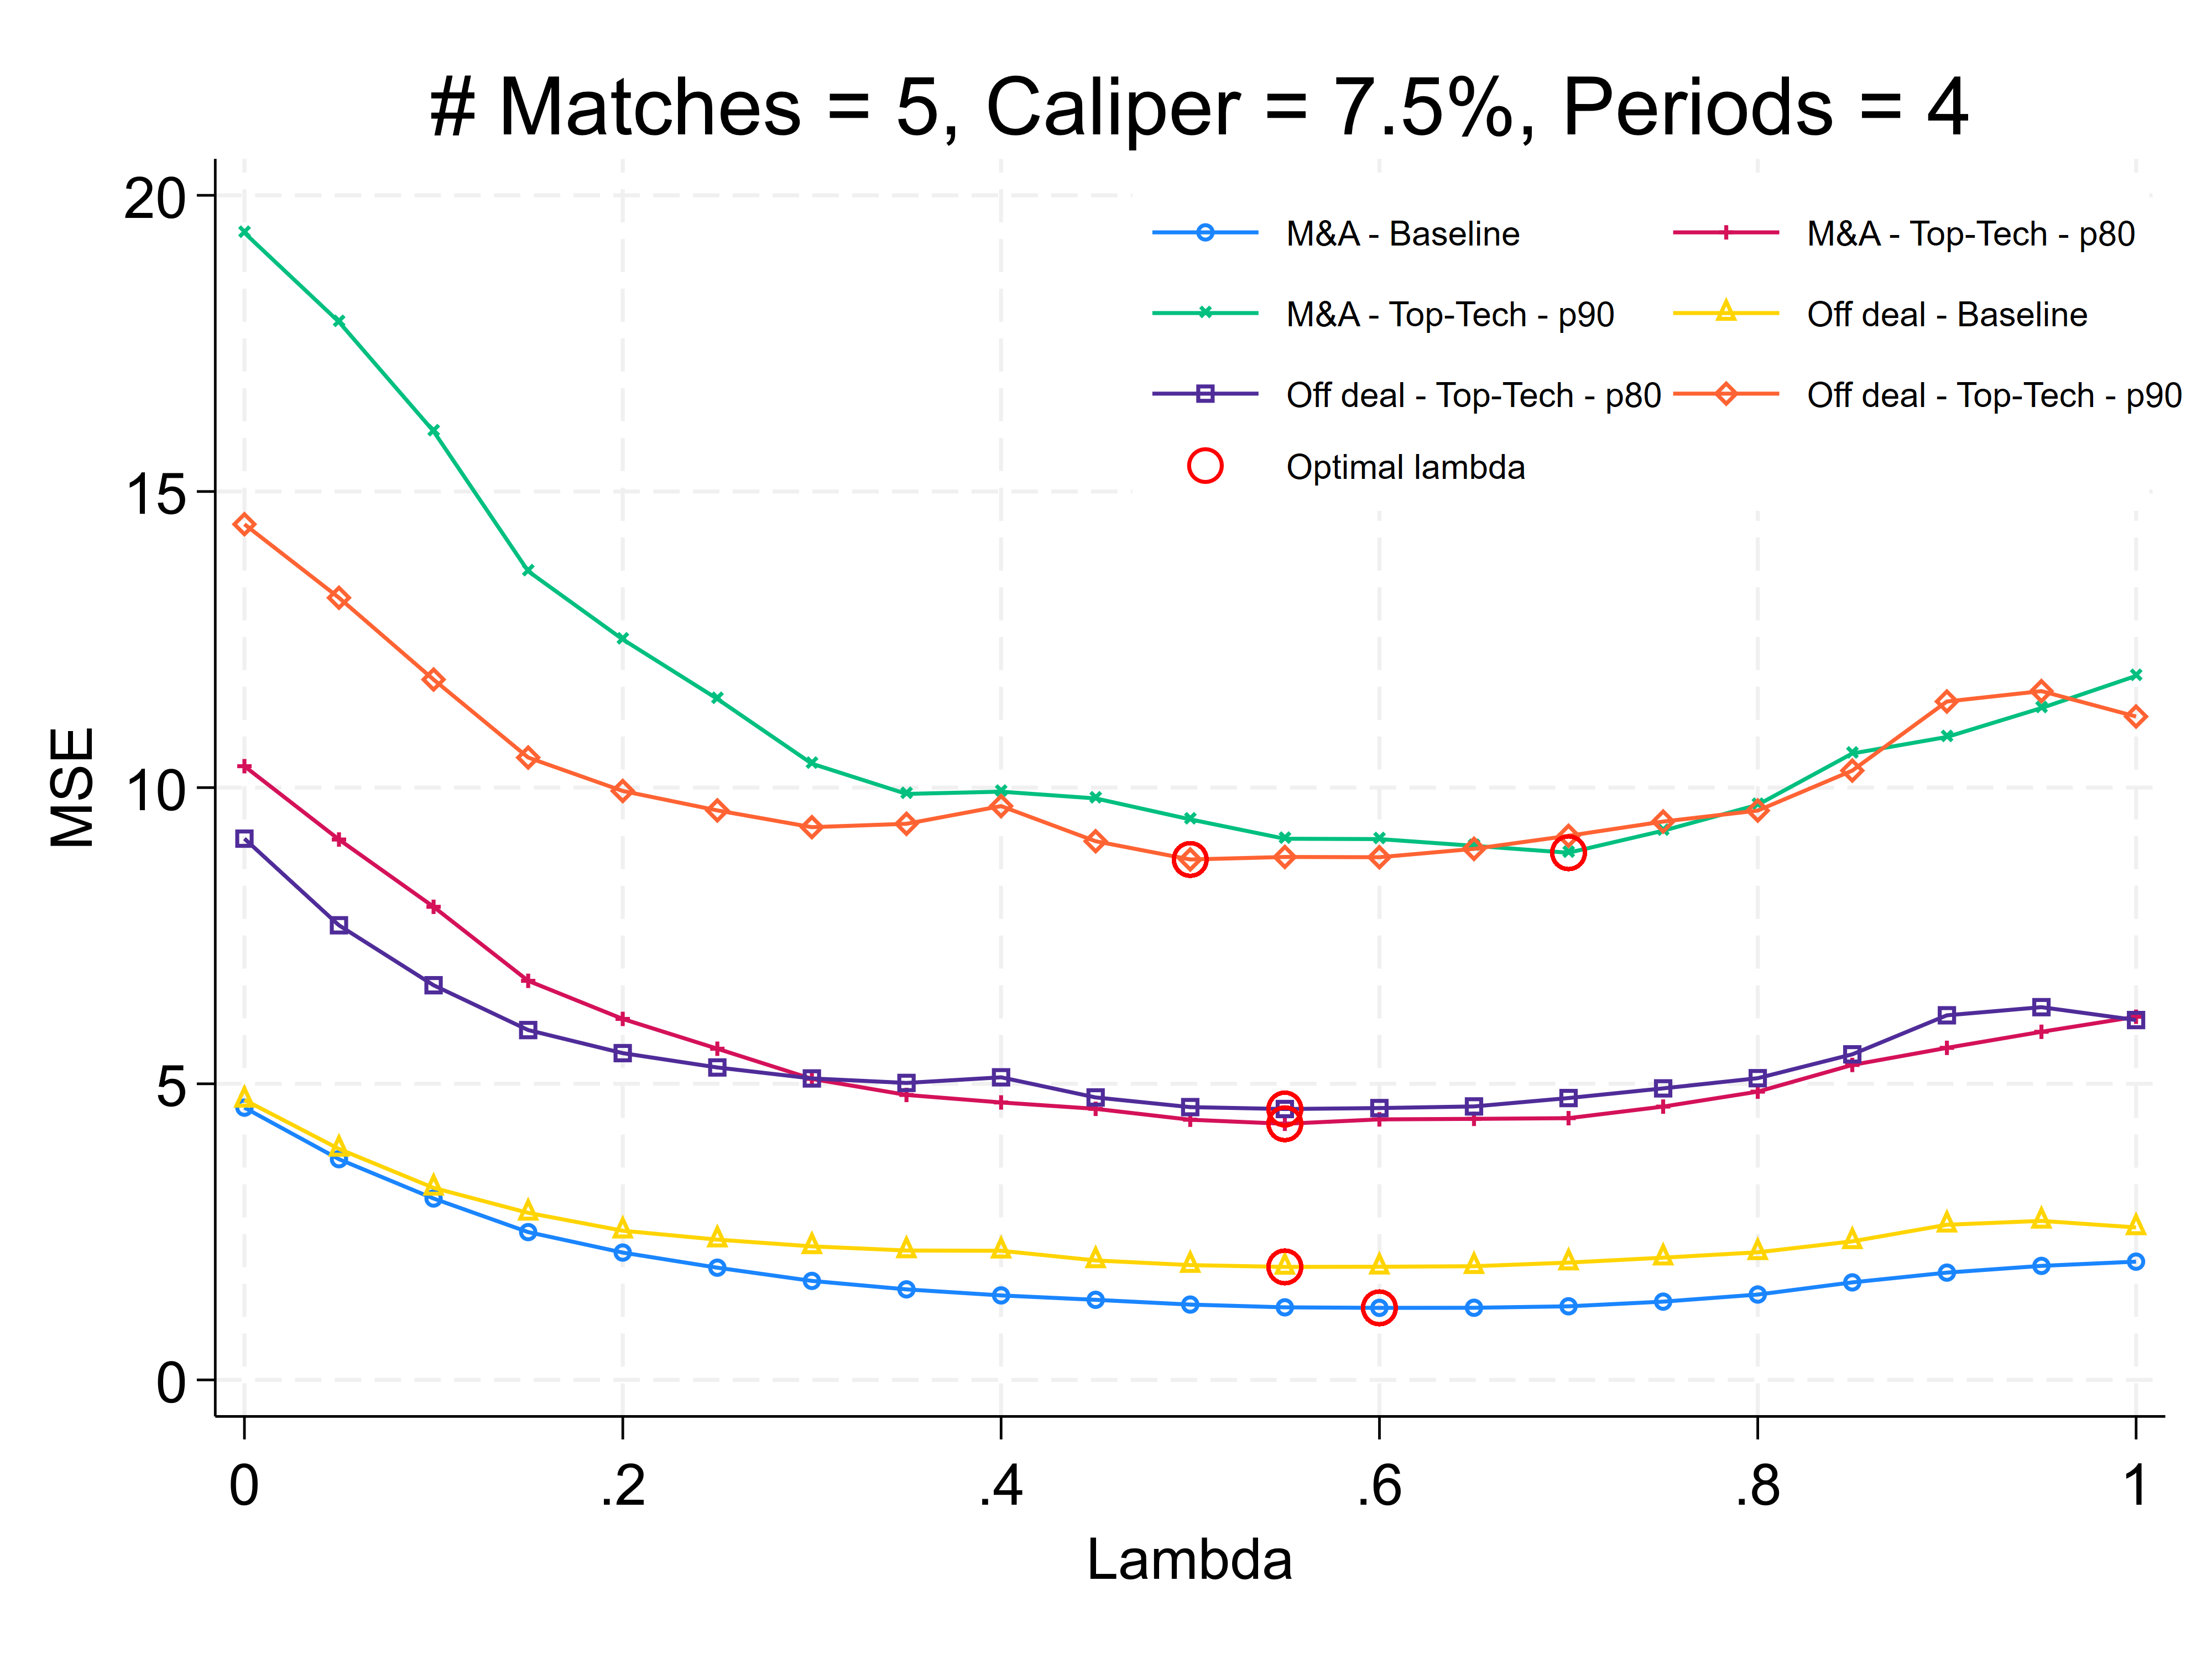 # Matches = 5, Caliper = 7.5%, Periods = 4
M&A - Baseline
M&A - Top-Tech - p80
M&A - Top-Tech - p90
Off deal - Baseline
Off deal - Top-Tech - p80
Off deal - Top-Tech - p90
Optimal lambda
MSE
20
15
10
5
0
0 .2 .4 .6 .8 1
Lambda